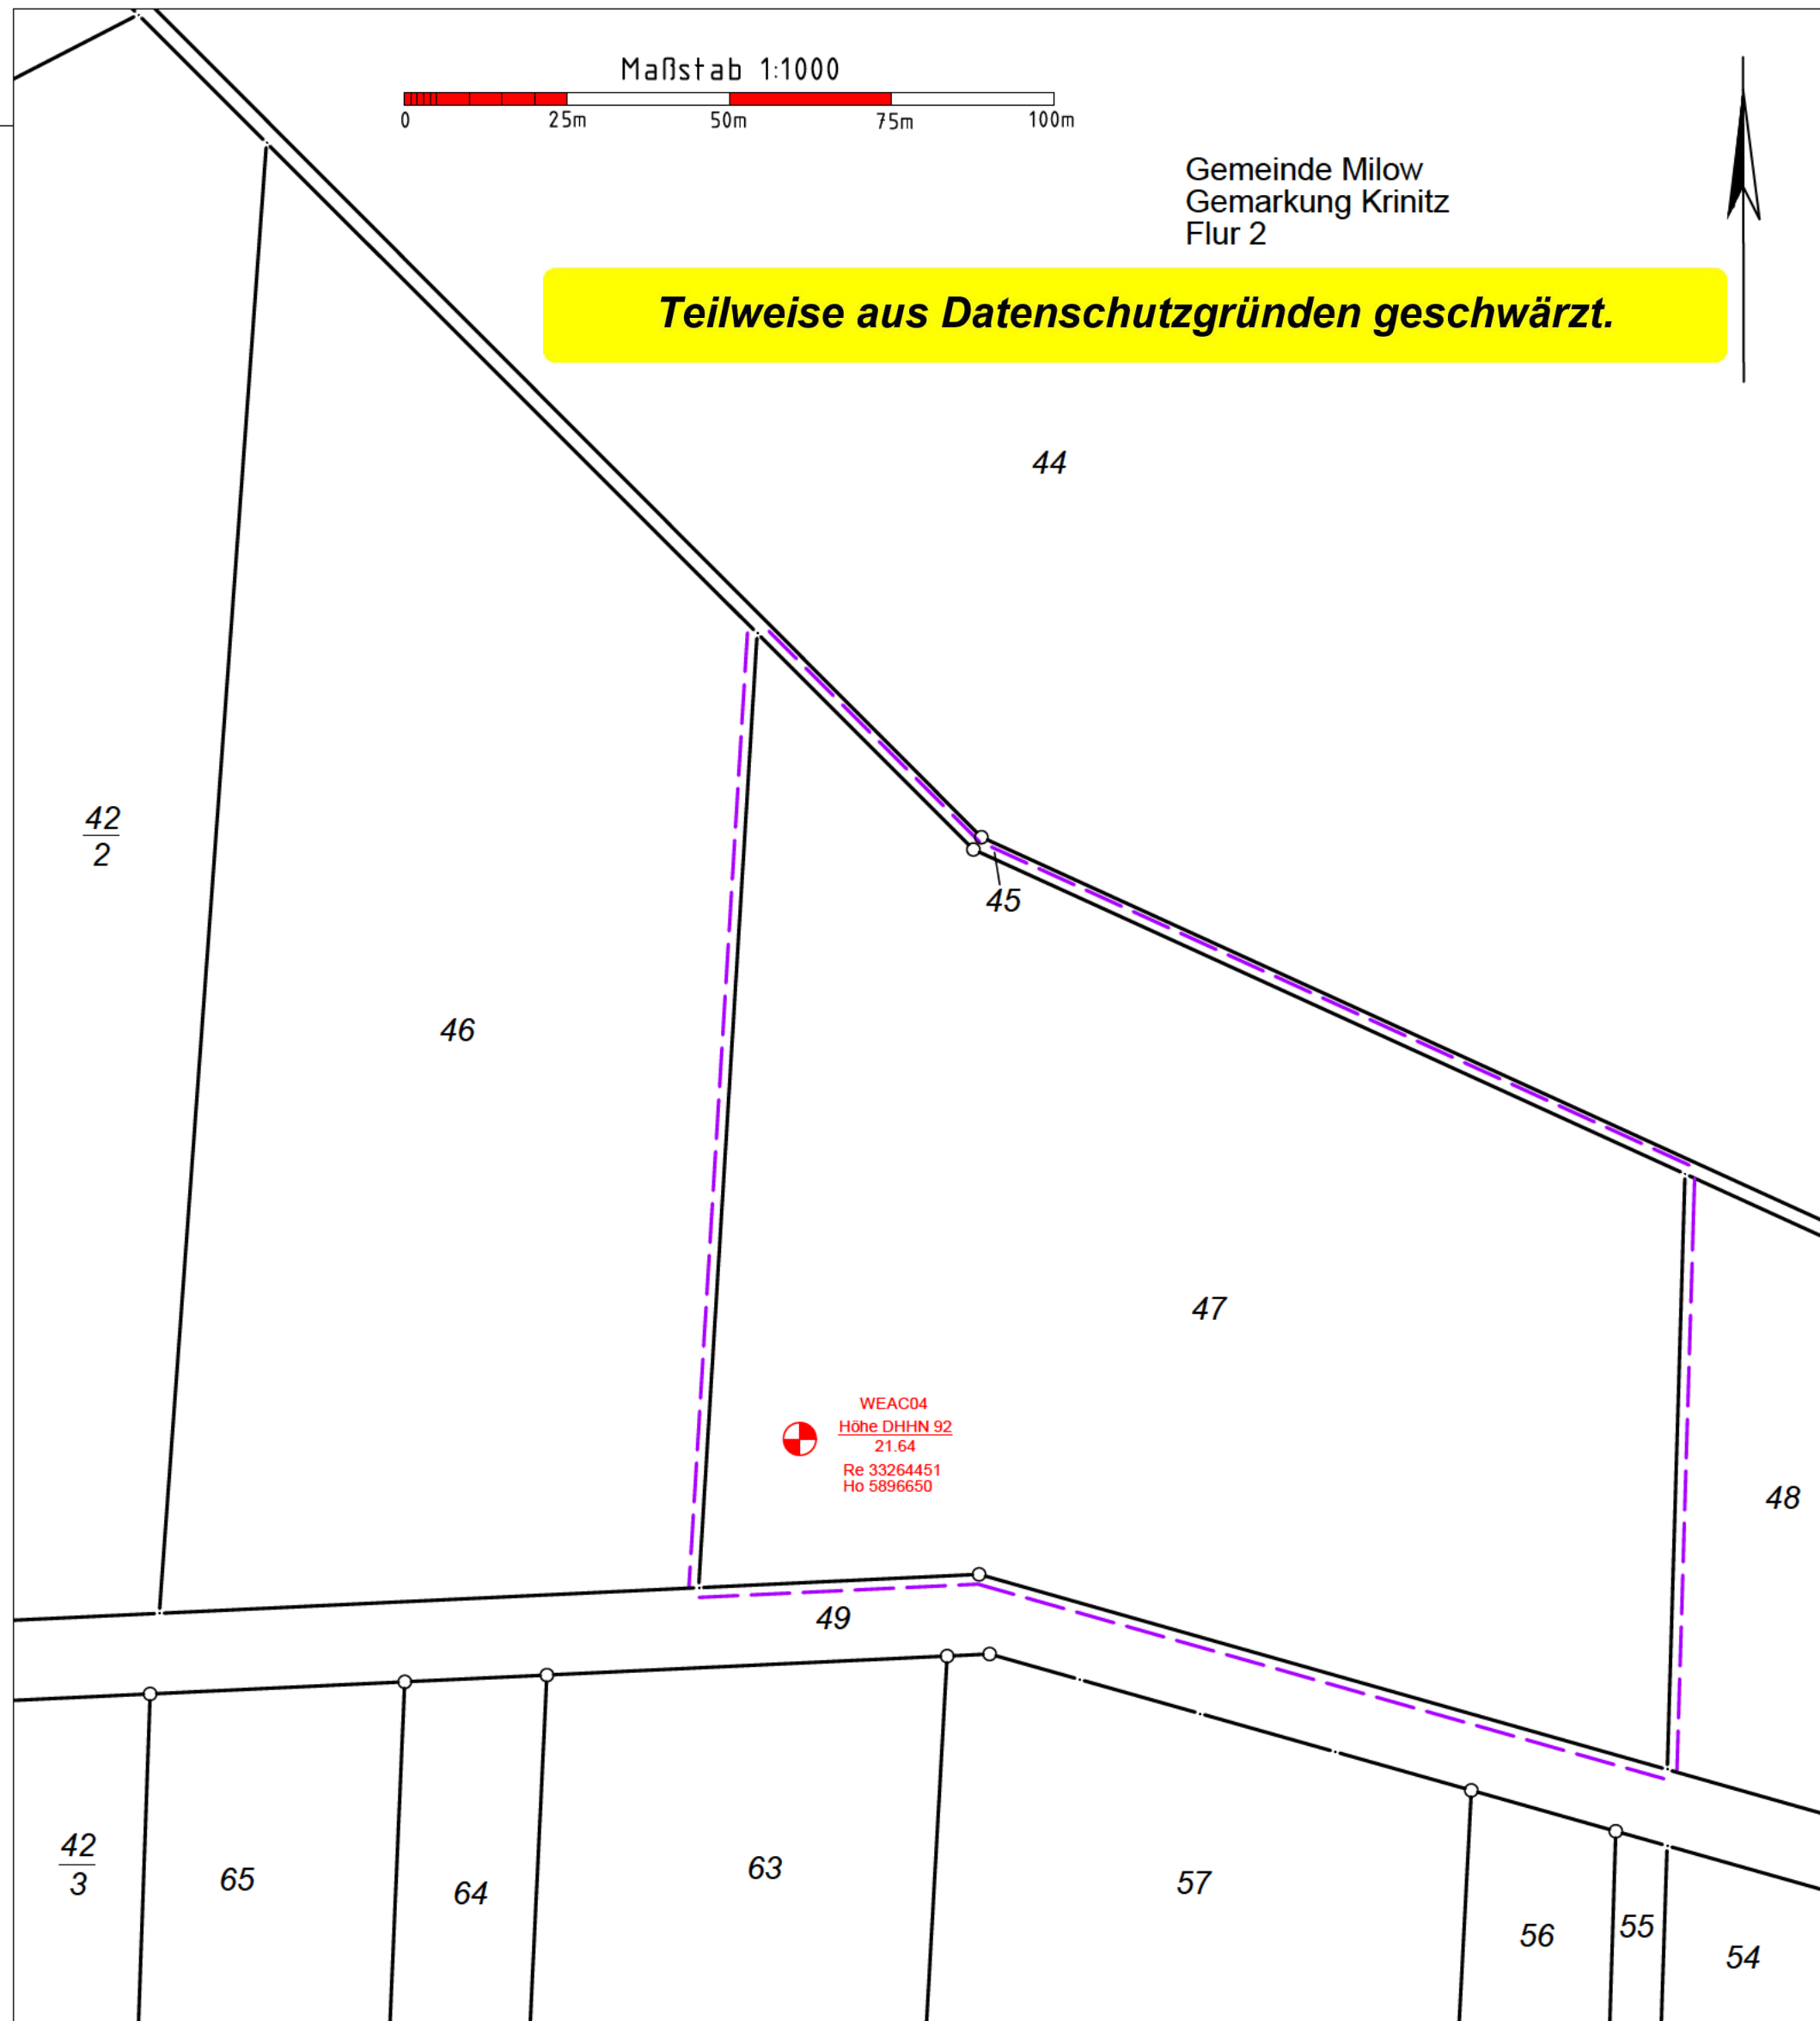 Maßstab 1:1000
0 25m 50m 75m 100m
Gemeinde Milow
Gemarkung Krinitz
Flur 2
Teilweise aus Datenschutzgründen geschwärzt.
44
42
2
45
46
47
WEAC04
Höhe DHHN 92
21.64
Re 33264451
Ho 5896650
48
49
42
3
65
64
63
57
56
55
54